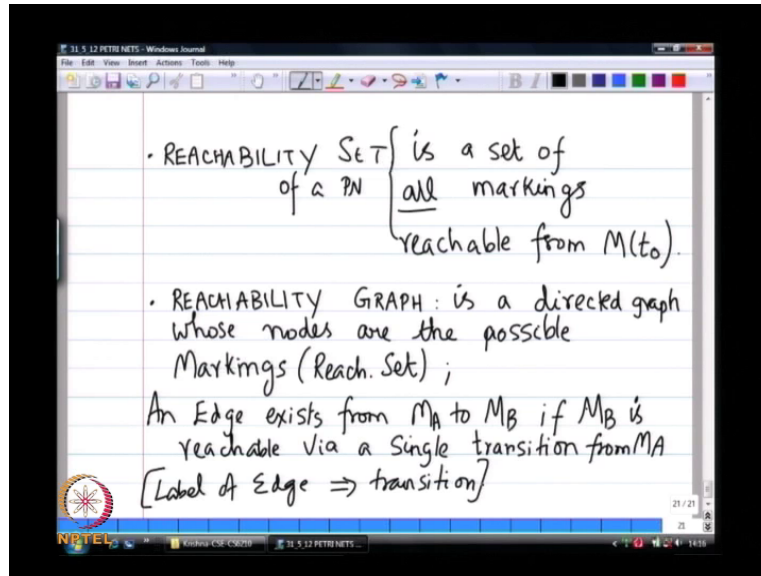 31_5_12 PETRI NETS - Windows Journal
File Edit View Insert Actions Tools Help
B I
• REACHABILITY SET is a set of
of a PN all markings
reachable from M(t₀).
• REACHABILITY GRAPH : is a directed graph
whose nodes are the possible
Markings (Reach. Set) ;
An Edge exists from MA to MB if MB is
reachable via a single transition from MA
[Label of Edge ⇒ transition]
21 / 21
21
NPTEL
Krishna-CSE-CS6210
31_5_12 PETRI NETS ...
1416